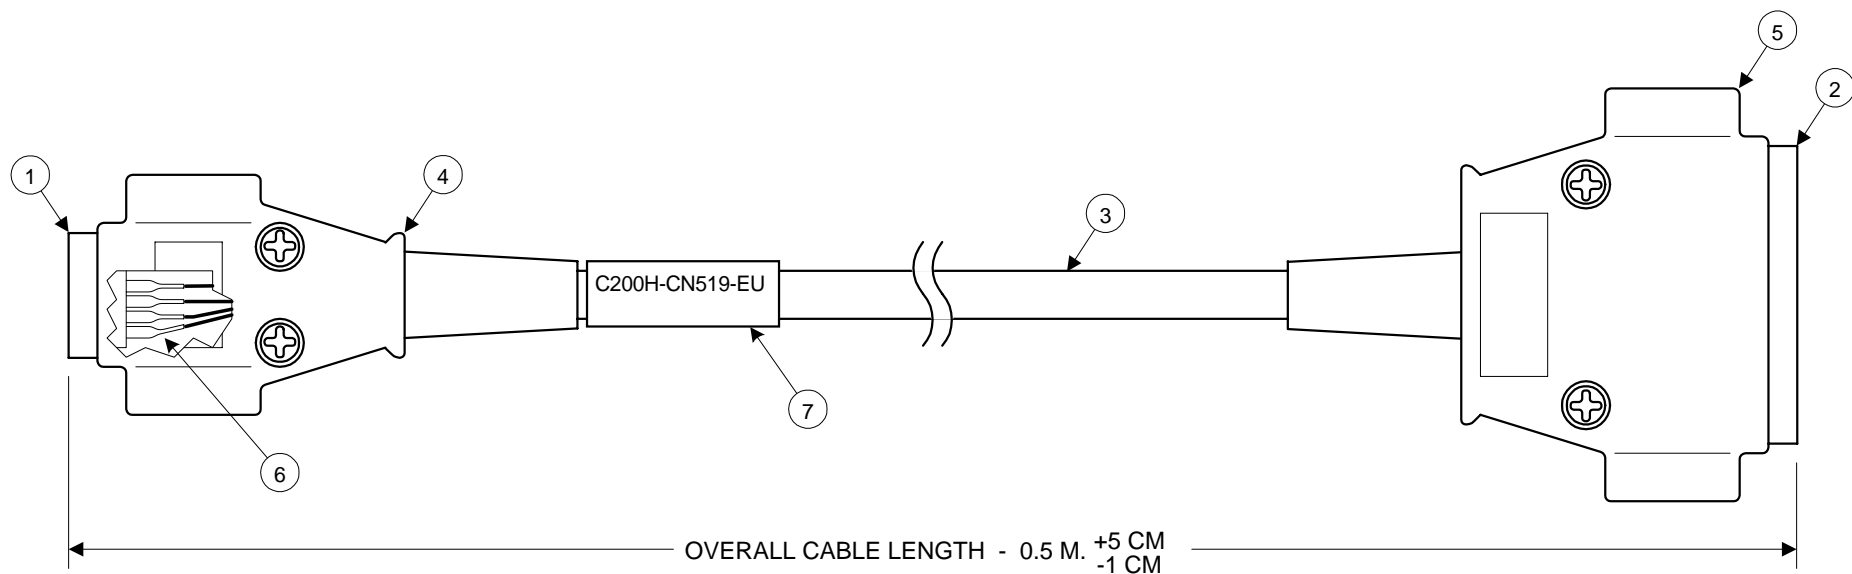 5
2
1
4
3
C200H-CN519-EU
7
6
OVERALL CABLE LENGTH - 0.5 M. +5 CM
-1 CM